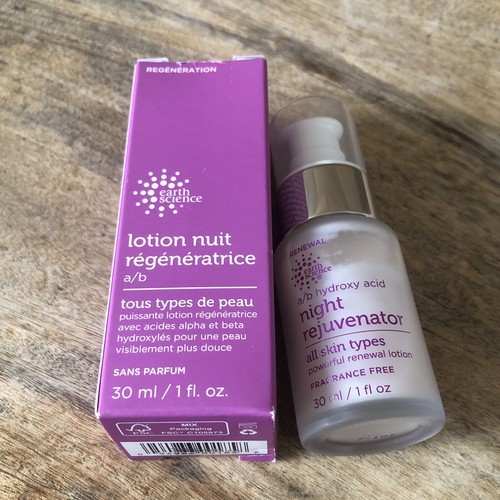 REGÉNÉRATION
earth
science
lotion nuit
régénératrice
a/b
tous types de peau
puissante lotion régénératrice
avec acides alpha et beta
hydroxylés pour une peau
visiblement plus douce
SANS PARFUM
30 ml / 1 fl. oz.
FSC
MIX
Packaging
RENEWAL
earth
science
a/b hydroxy acid
night
rejuvenator
all skin types
powerful renewal lotion
FRAGRANCE FREE
30 ml / 1 fl oz